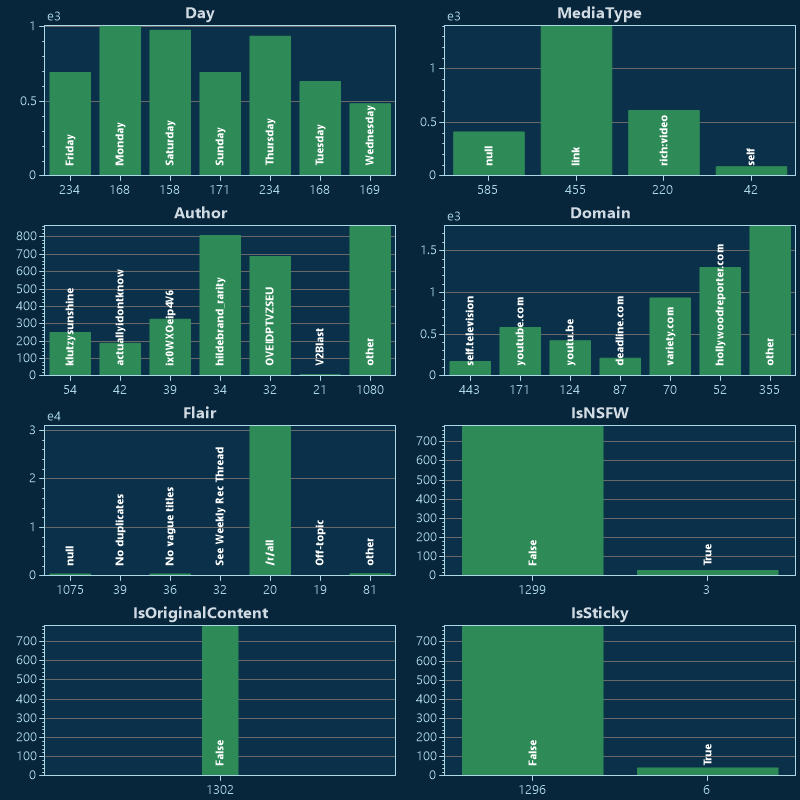 Day
e3
1
0.5
0
Friday
Monday
Saturday
Sunday
Thursday
Tuesday
Wednesday
234 168 158 171 234 168 169
MediaType
e3
1
0.5
0
null
link
rich:video
self
585 455 220 42
Author
800
700
600
500
400
300
200
100
0
klutzysunshine
actuallyidontknow
Ix0WXOeip4V6
hildebrand_rarity
OVEIDPTVZSEU
V2Blast
other
54 42 39 34 32 21 1080
Domain
e3
1.5
1
0.5
0
self.television
youtube.com
youtu.be
deadline.com
variety.com
hollywoodreporter.com
other
443 171 124 87 70 52 355
Flair
e4
3
2
1
0
null
No duplicates
No vague titles
See Weekly Rec Thread
/r/all
Off-topic
other
1075 39 36 32 20 19 81
IsNSFW
700
600
500
400
300
200
100
0
False
True
1299 3
IsOriginalContent
700
600
500
400
300
200
100
0
False
1302
IsSticky
700
600
500
400
300
200
100
0
False
True
1296 6